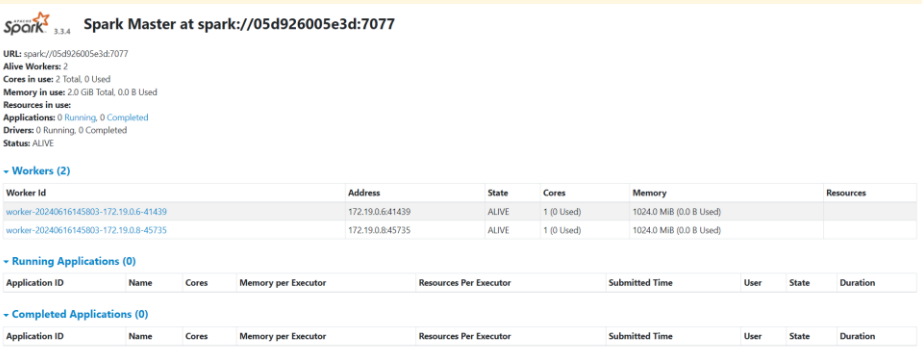 APACHE Spark 3.3.4 Spark Master at spark://05d926005e3d:7077
URL: spark://05d926005e3d:7077
Alive Workers: 2
Cores in use: 2 Total, 0 Used
Memory in use: 2.0 GiB Total, 0.0 B Used
Resources in use:
Applications: 0 Running, 0 Completed
Drivers: 0 Running, 0 Completed
Status: ALIVE
Workers (2)
Worker Id Address State Cores Memory Resources
worker-20240616145803-172.19.0.6-41439 172.19.0.6:41439 ALIVE 1 (0 Used) 1024.0 MiB (0.0 B Used)
worker-20240616145803-172.19.0.8-45735 172.19.0.8:45735 ALIVE 1 (0 Used) 1024.0 MiB (0.0 B Used)
Running Applications (0)
Application ID Name Cores Memory per Executor Resources Per Executor Submitted Time User State Duration
Completed Applications (0)
Application ID Name Cores Memory per Executor Resources Per Executor Submitted Time User State Duration